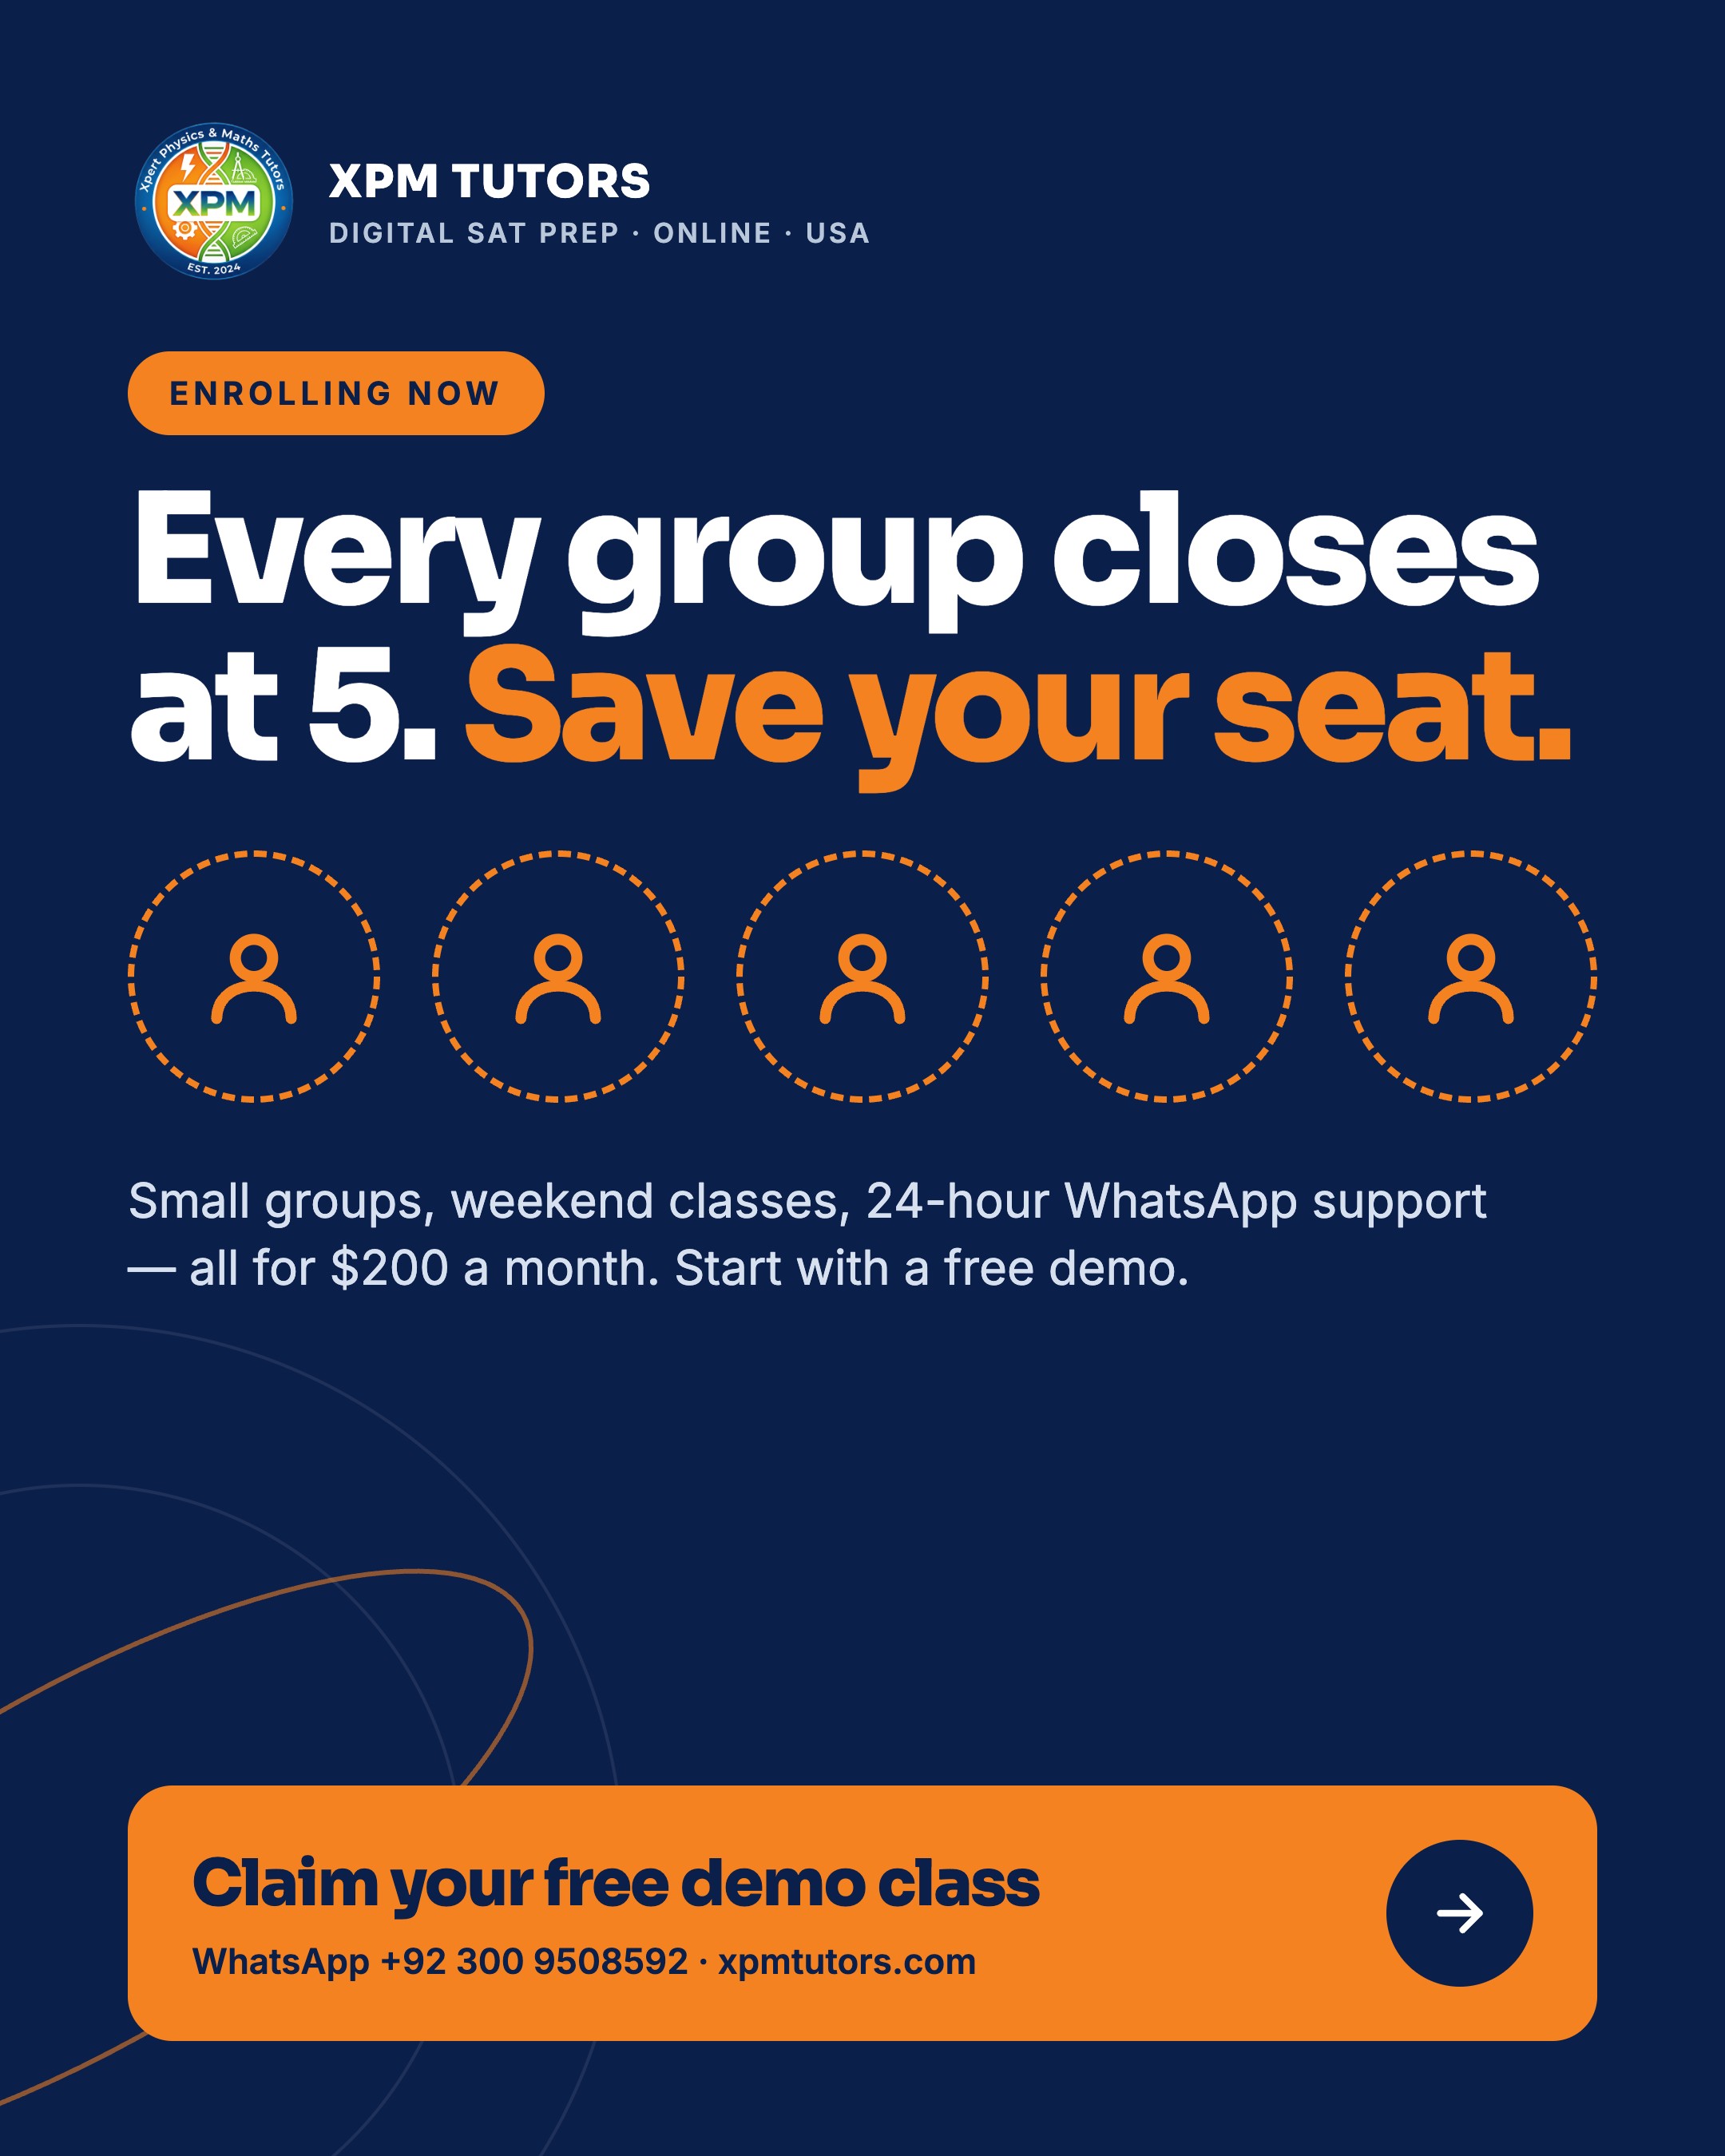 Xpert Physics & Maths Tutors
XPM
EST. 2024
XPM TUTORS
DIGITAL SAT PREP · ONLINE · USA
ENROLLING NOW
Every group closes
at 5. Save your seat.
Small groups, weekend classes, 24-hour WhatsApp support
— all for $200 a month. Start with a free demo.
Claim your free demo class
WhatsApp +92 300 9508592 · xpmtutors.com